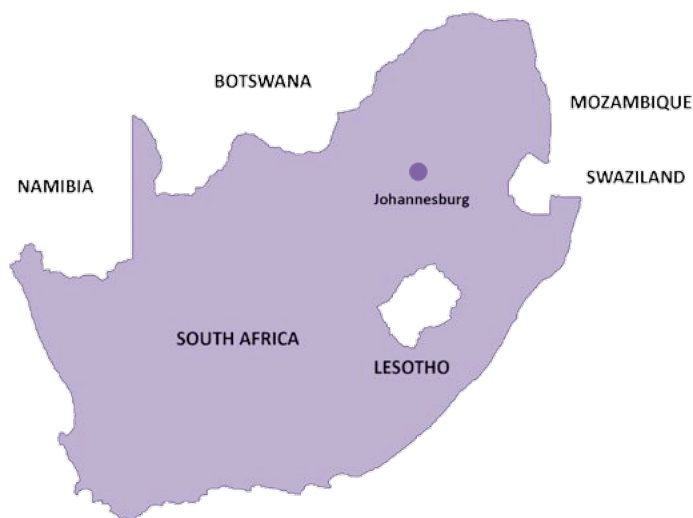 BOTSWANA
MOZAMBIQUE
NAMIBIA
SWAZILAND
Johannesburg
SOUTH AFRICA
LESOTHO